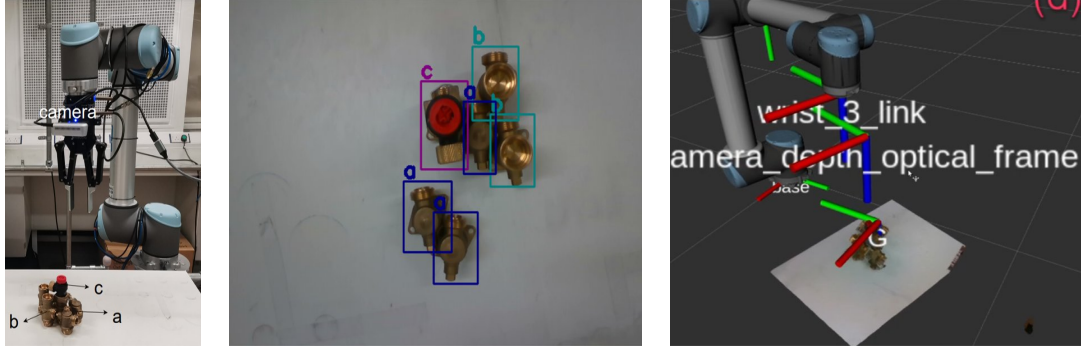 camera
c
b
a
b
c
a
b
a
a
(d)
wrist_3_link
amera_depth_optical_frame
base
G